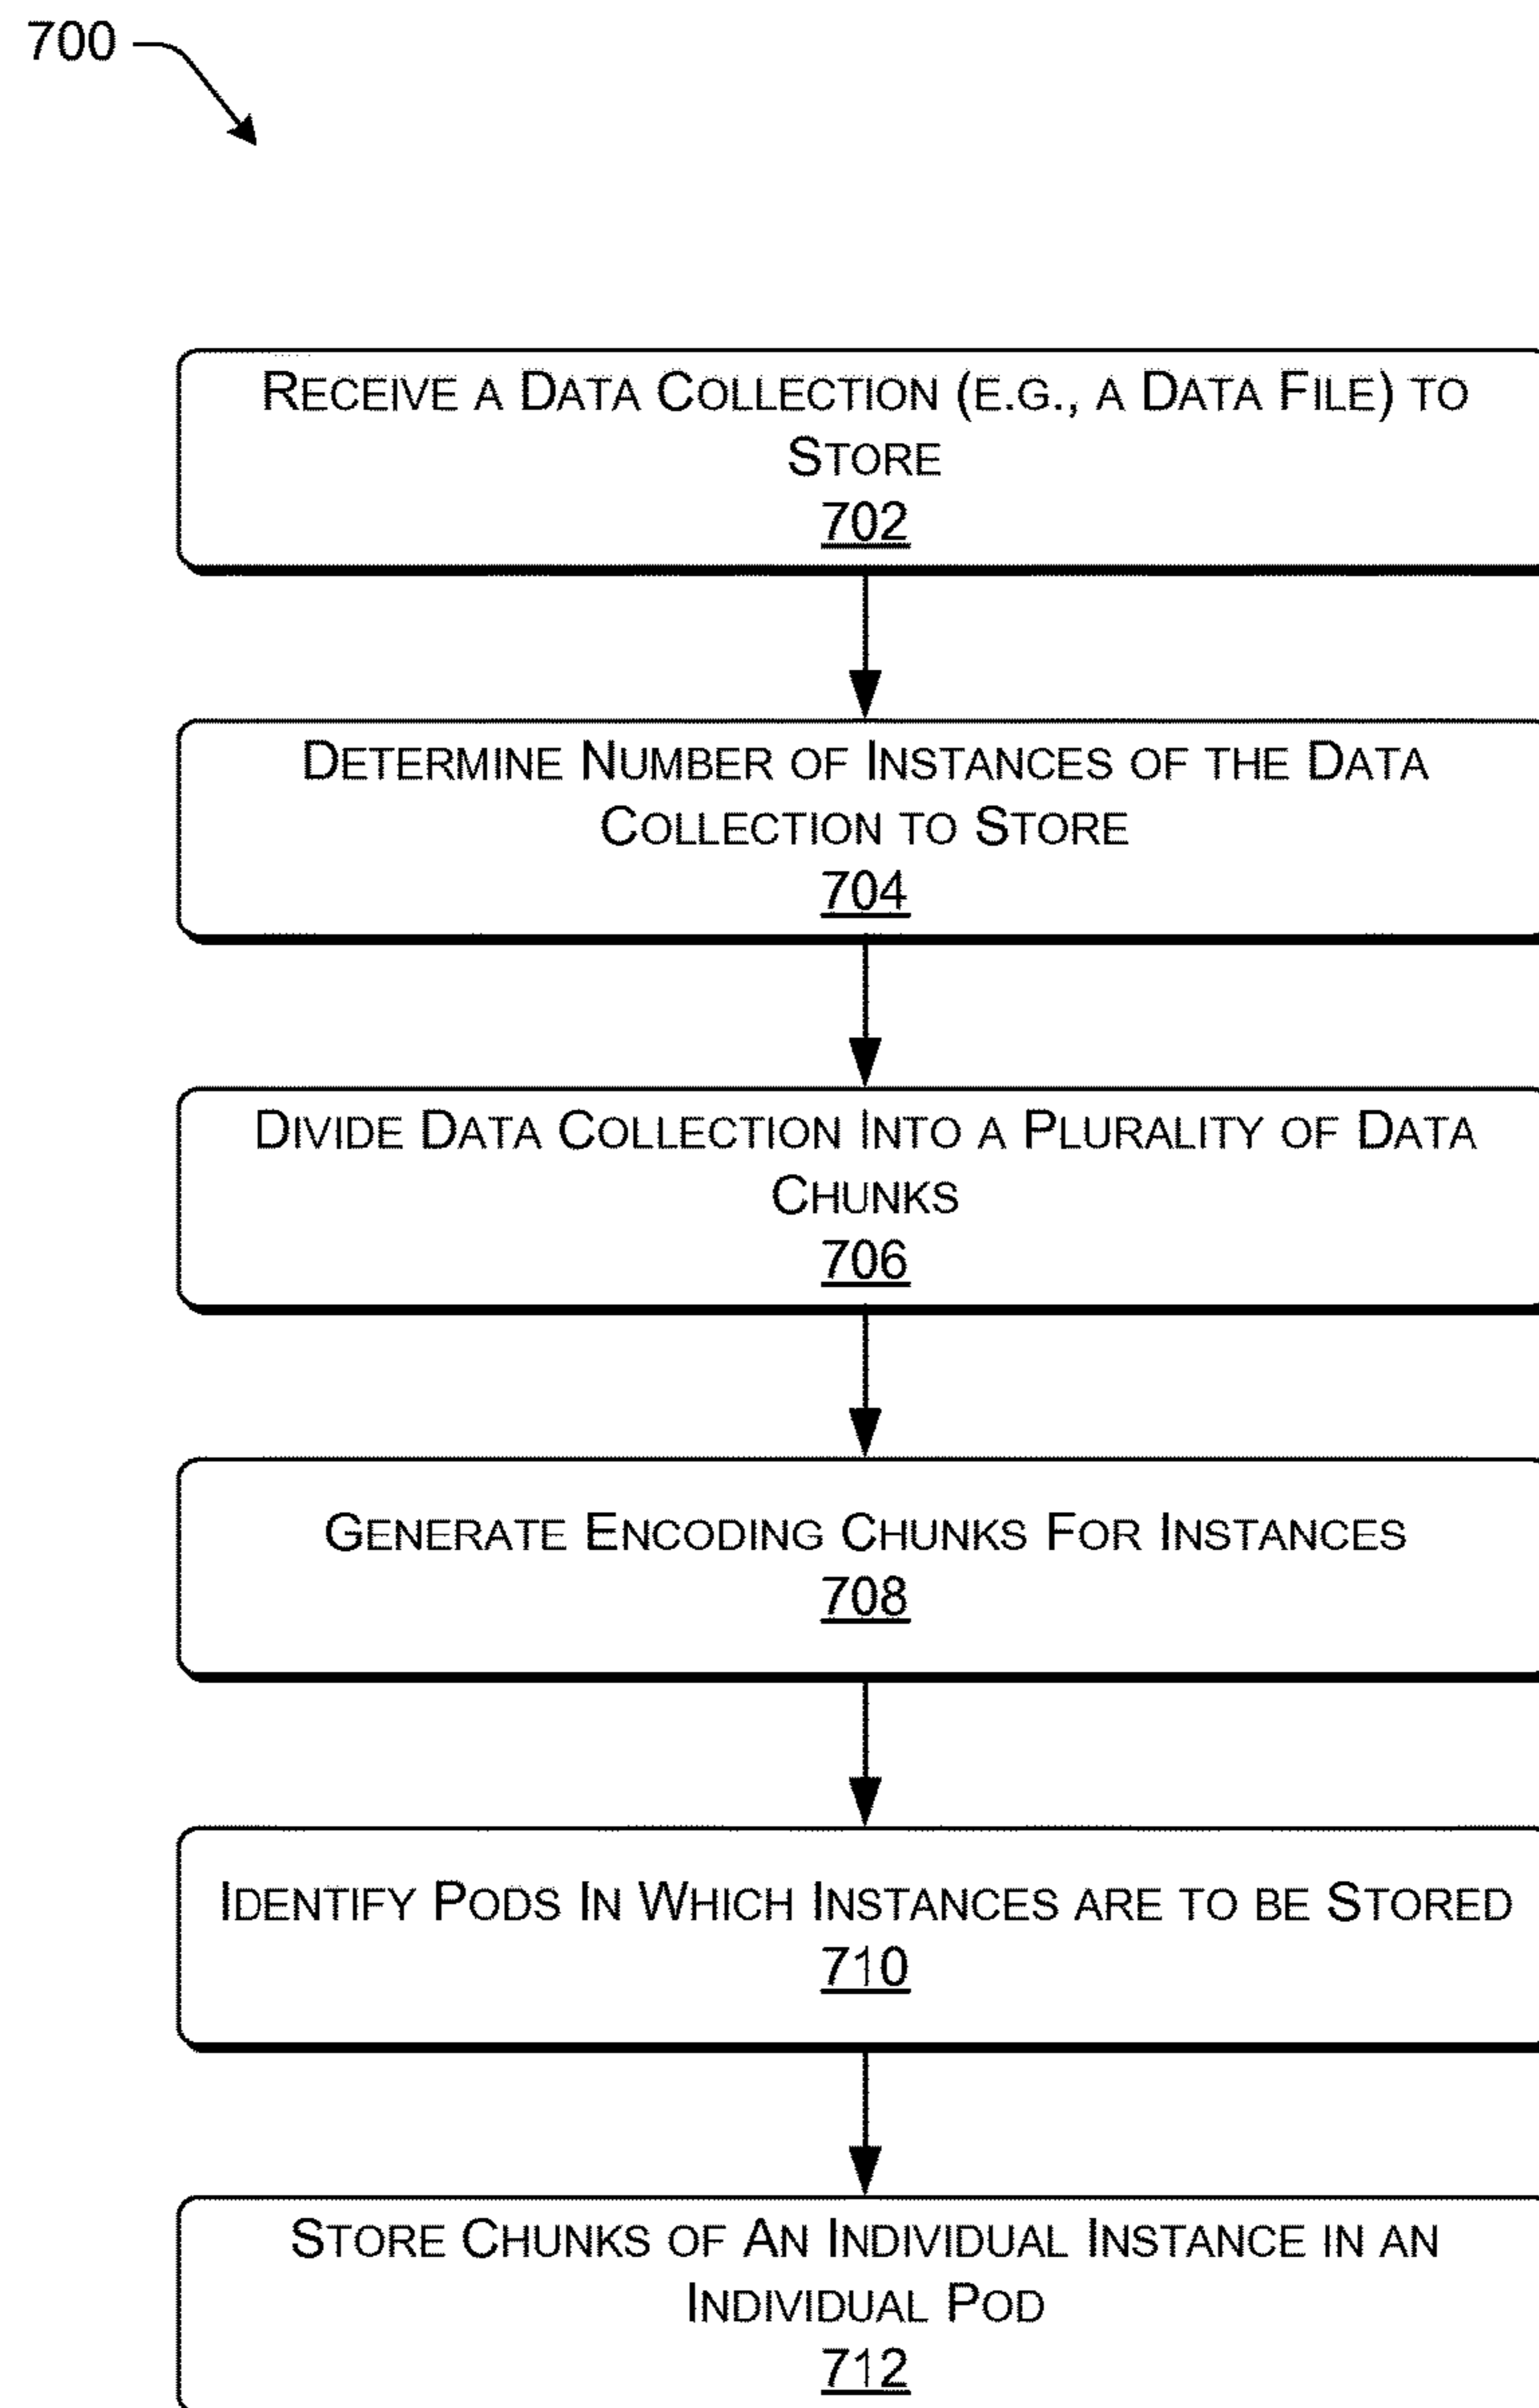 700
RECEIVE A DATA COLLECTION (E.G., A DATA FILE) TO
STORE
702
DETERMINE NUMBER OF INSTANCES OF THE DATA
COLLECTION TO STORE
704
DIVIDE DATA COLLECTION INTO A PLURALITY OF DATA
CHUNKS
706
GENERATE ENCODING CHUNKS FOR INSTANCES
708
IDENTIFY PODS IN WHICH INSTANCES ARE TO BE STORED
710
STORE CHUNKS OF AN INDIVIDUAL INSTANCE IN AN
INDIVIDUAL POD
712